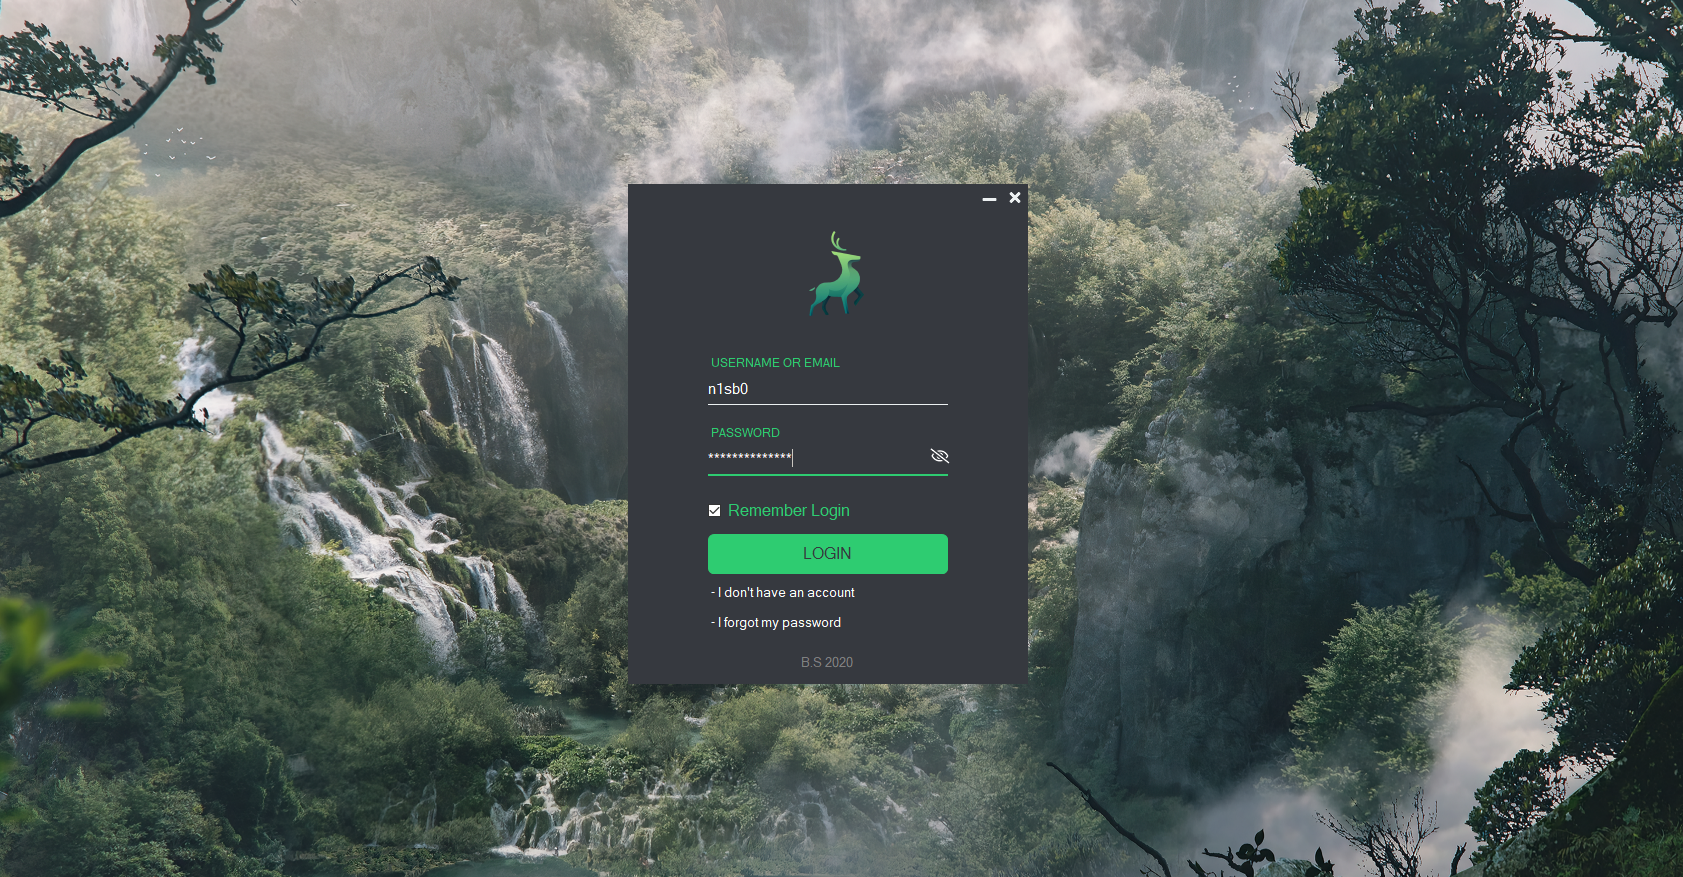 USERNAME OR EMAIL
n1sb0
PASSWORD
**************
Remember Login
LOGIN
- I don't have an account
- I forgot my password
B.S 2020